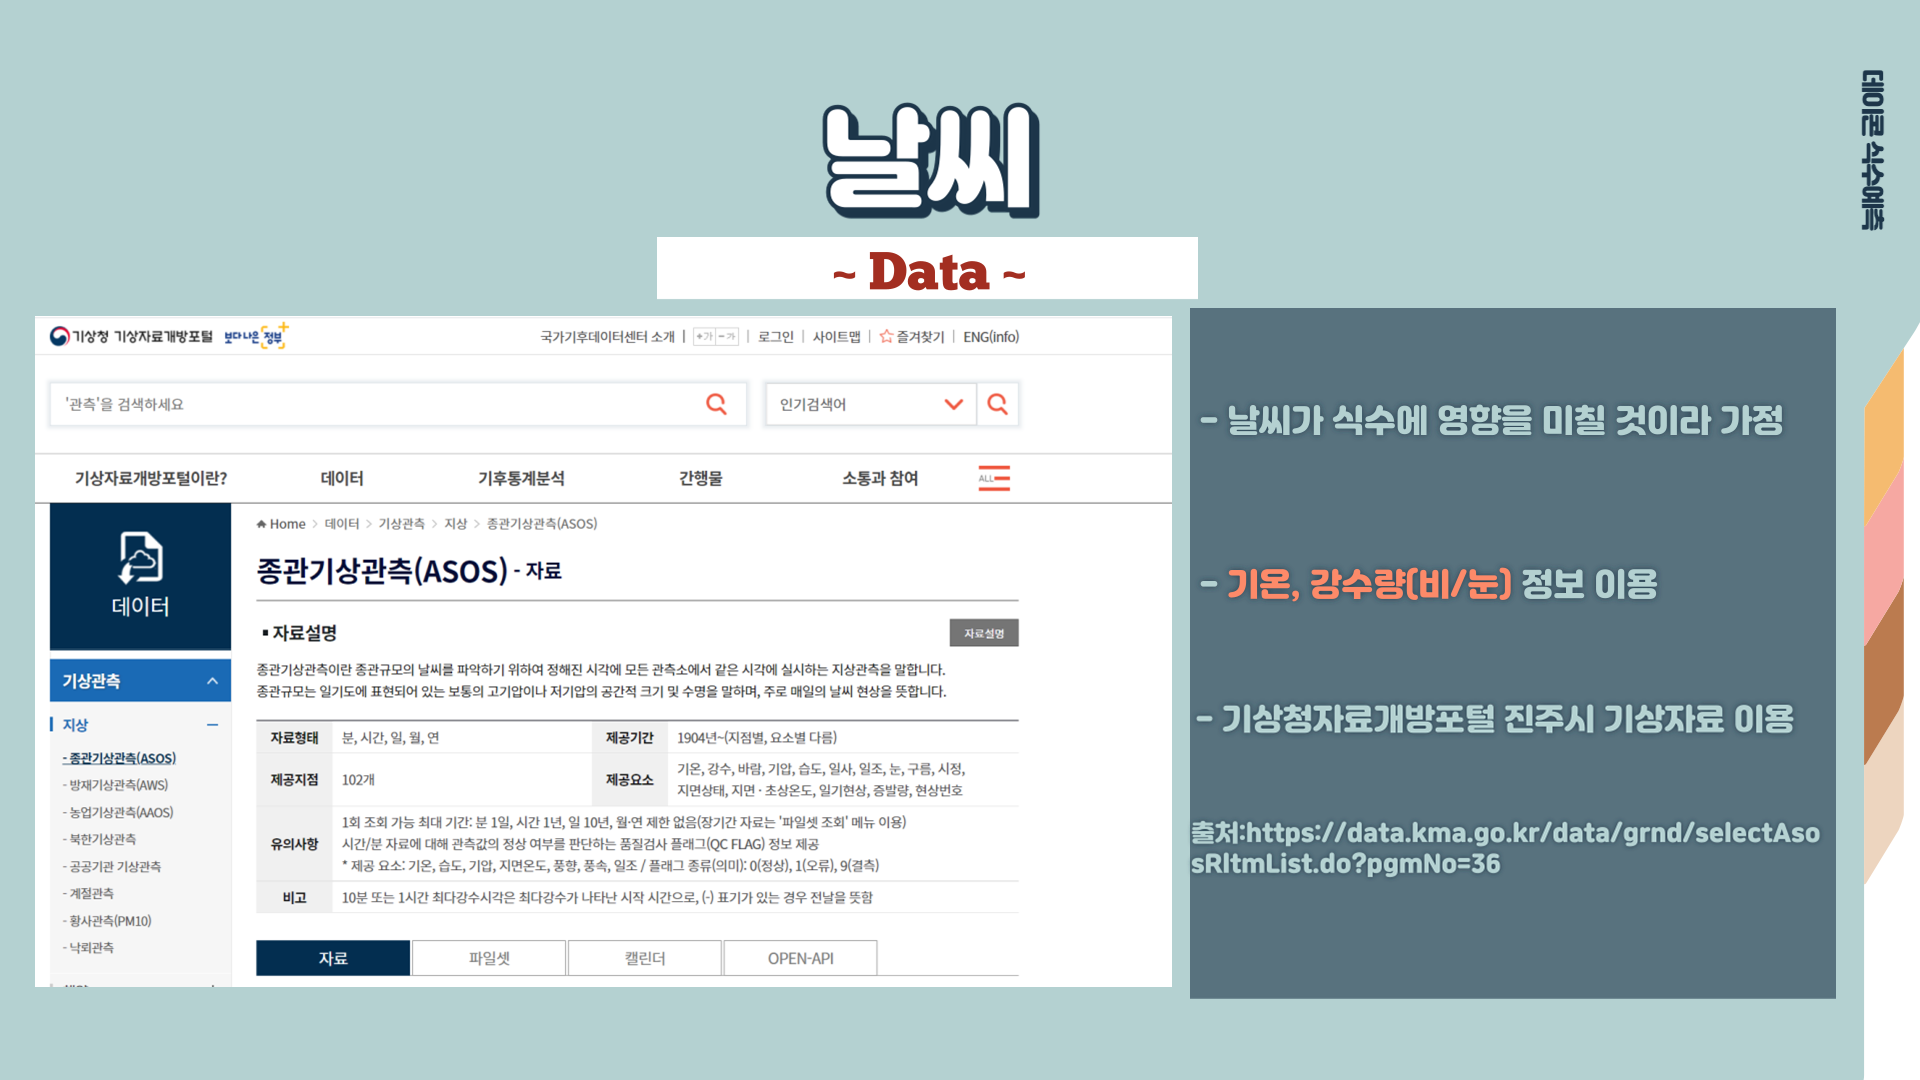 데이콘 식수예측
날씨
~ Data ~
기상청 기상자료개방포털 보다나은 정부
국가기후데이터센터 소개 | +가 -가 | 로그인 | 사이트맵 | 즐겨찾기 | ENG(info)
'관측'을 검색하세요
인기검색어
기상자료개방포털이란? 데이터 기후통계분석 간행물 소통과 참여 ALL
데이터
기상관측
지상
- 종관기상관측(ASOS)
- 방재기상관측(AWS)
- 농업기상관측(AAOS)
- 북한기상관측
- 공공기관 기상관측
- 계절관측
- 황사관측(PM10)
- 낙뢰관측
Home > 데이터 > 기상관측 > 지상 > 종관기상관측(ASOS)
종관기상관측(ASOS) - 자료
▪ 자료설명
자료설명
종관기상관측이란 종관규모의 날씨를 파악하기 위하여 정해진 시각에 모든 관측소에서 같은 시각에 실시하는 지상관측을 말합니다.
종관규모는 일기도에 표현되어 있는 보통의 고기압이나 저기압의 공간적 크기 및 수명을 말하며, 주로 매일의 날씨 현상을 뜻합니다.
자료형태 분, 시간, 일, 월, 연 제공기간 1904년~(지점별, 요소별 다름)
제공지점 102개 제공요소 기온, 강수, 바람, 기압, 습도, 일사, 일조, 눈, 구름, 시정,
지면상태, 지면 · 초상온도, 일기현상, 증발량, 현상번호
유의사항 1회 조회 가능 최대 기간: 분 1일, 시간 1년, 일 10년, 월·연 제한 없음(장기간 자료는 '파일셋 조회' 메뉴 이용)
시간/분 자료에 대해 관측값의 정상 여부를 판단하는 품질검사 플래그(QC FLAG) 정보 제공
* 제공 요소: 기온, 습도, 기압, 지면온도, 풍향, 풍속, 일조 / 플래그 종류(의미): 0(정상), 1(오류), 9(결측)
비고 10분 또는 1시간 최다강수시각은 최다강수가 나타난 시작 시간으로, (-) 표기가 있는 경우 전날을 뜻함
자료 파일셋 캘린더 OPEN-API
- 날씨가 식수에 영향을 미칠 것이라 가정
- 기온, 강수량(비/눈) 정보 이용
- 기상청자료개방포털 진주시 기상자료 이용
출처:https://data.kma.go.kr/data/grnd/selectAso
sRltmList.do?pgmNo=36